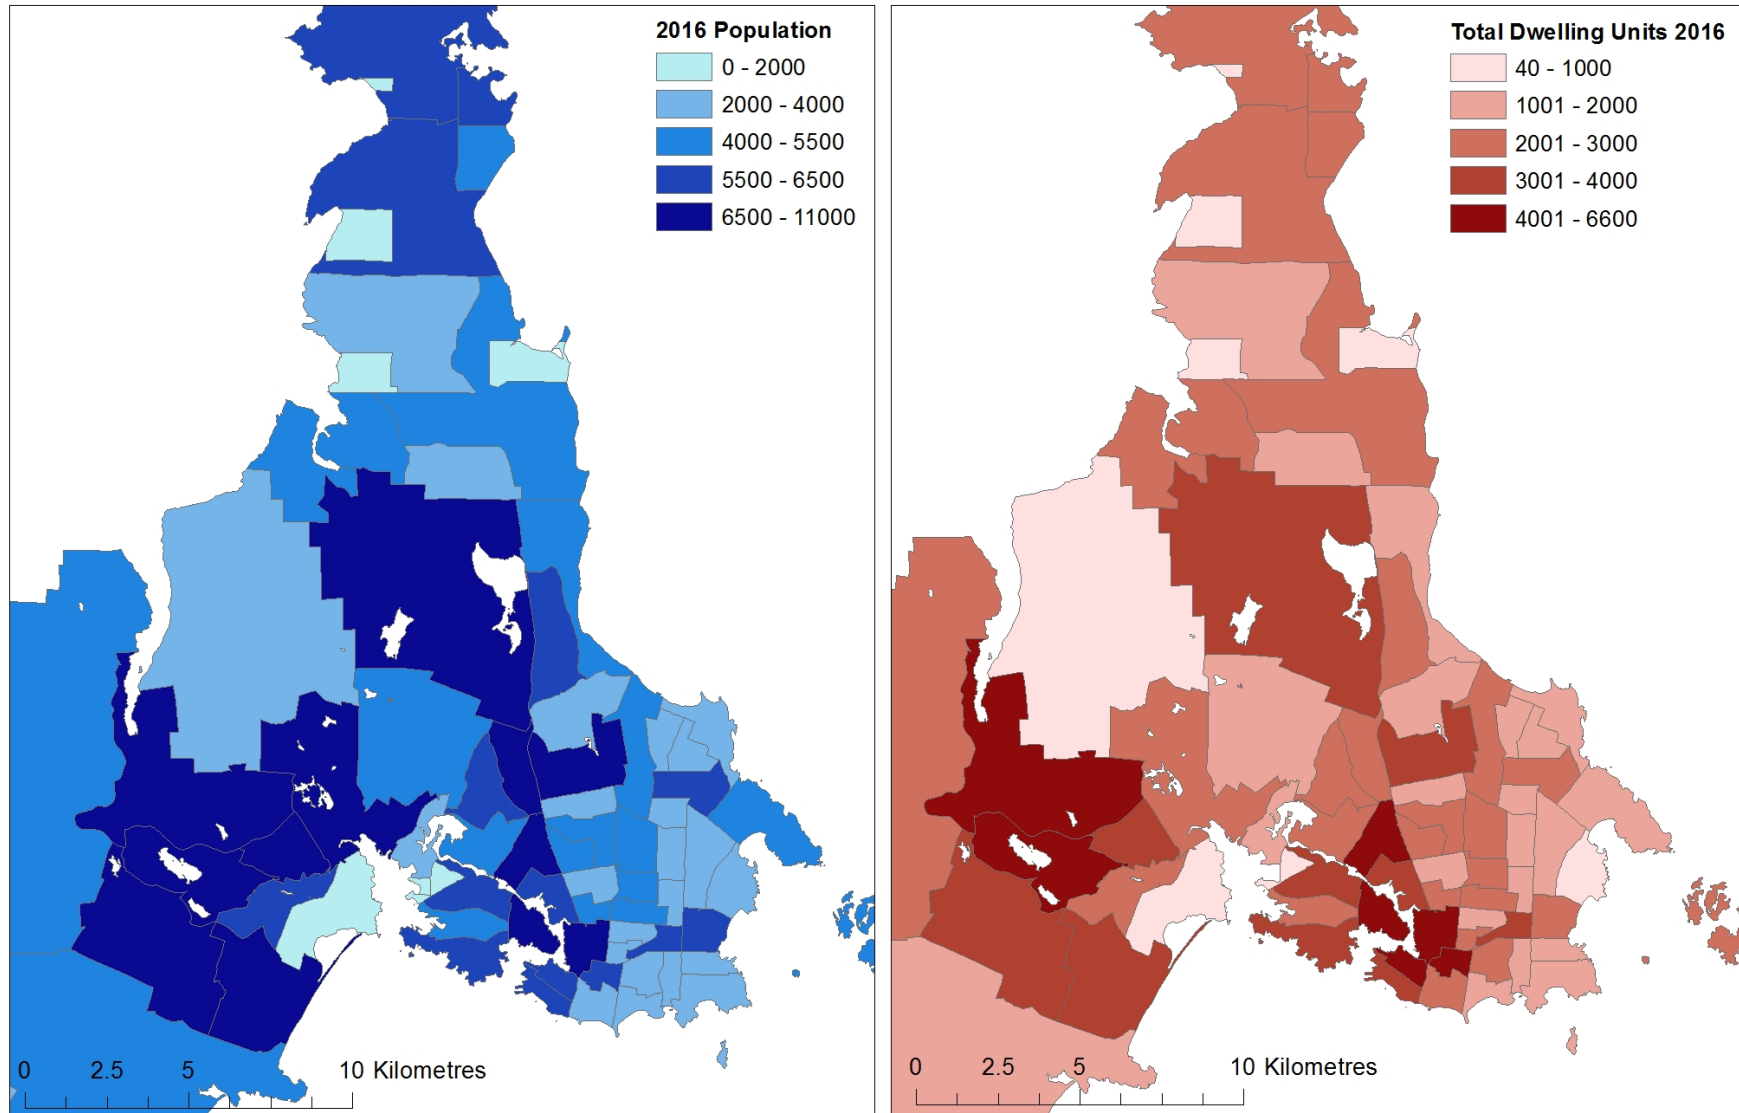 2016 Population
0 - 2000
2000 - 4000
4000 - 5500
5500 - 6500
6500 - 11000
0 2.5 5 10 Kilometres
Total Dwelling Units 2016
40 - 1000
1001 - 2000
2001 - 3000
3001 - 4000
4001 - 6600
0 2.5 5 10 Kilometres